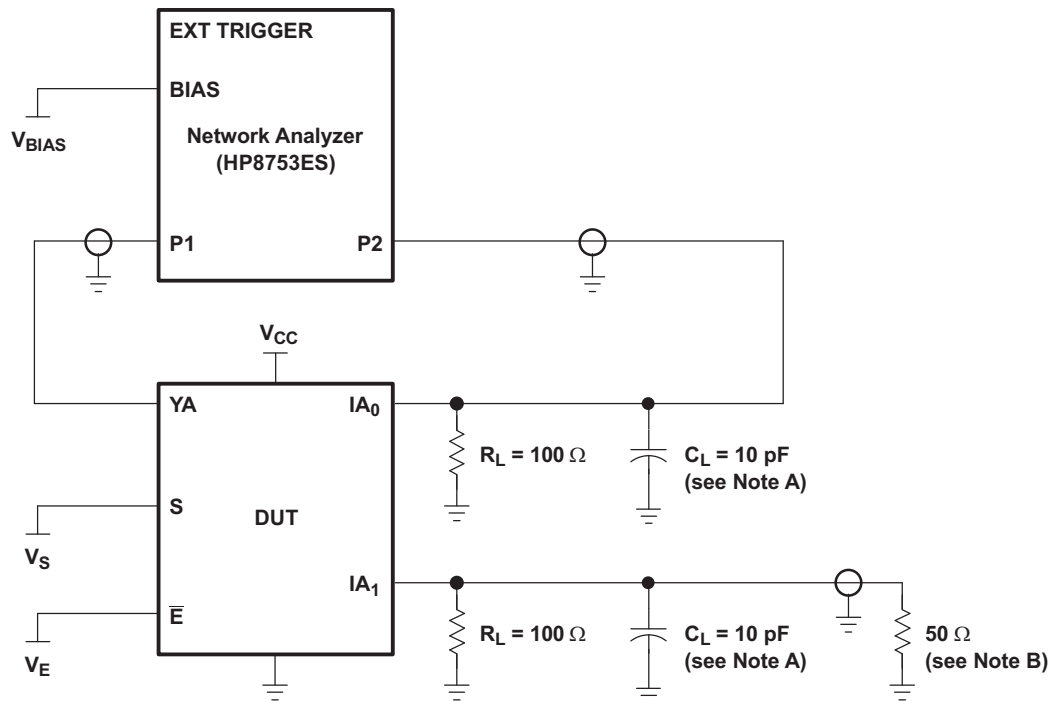 EXT TRIGGER
BIAS
V_BIAS
Network Analyzer
(HP8753ES)
P1
P2
V_CC
YA
IA_0
R_L = 100 Ω
C_L = 10 pF
(see Note A)
S
DUT
V_S
IA_1
E̅
R_L = 100 Ω
C_L = 10 pF
(see Note A)
50 Ω
(see Note B)
V_E